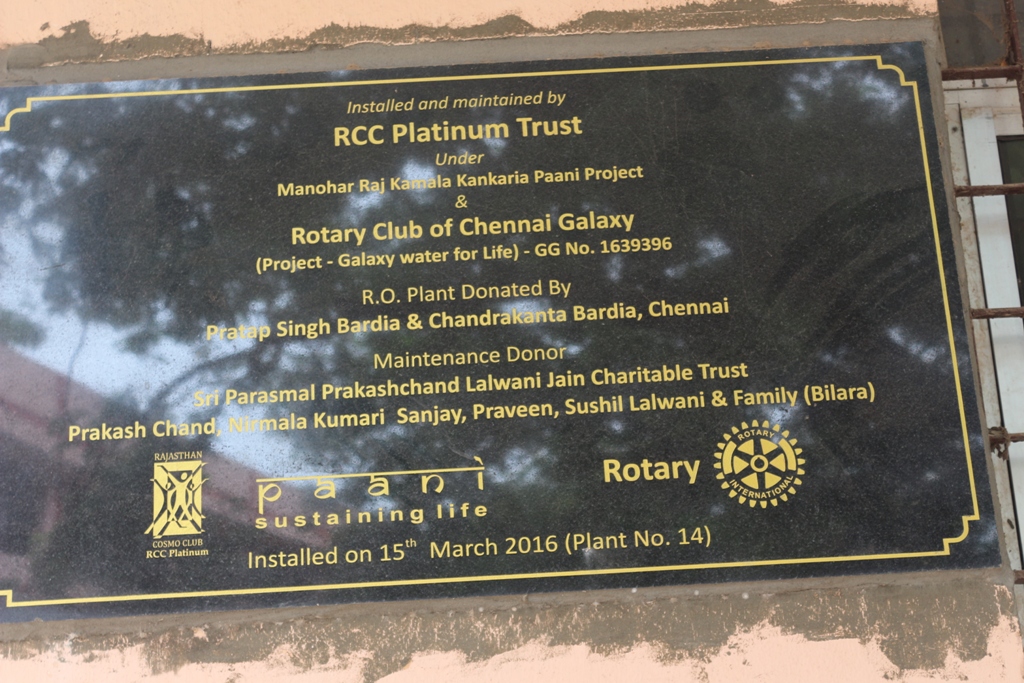 Installed and maintained by
RCC Platinum Trust
Under
Manohar Raj Kamala Kankaria Paani Project
&
Rotary Club of Chennai Galaxy
(Project - Galaxy water for Life) - GG No. 1639396
R.O. Plant Donated By
Pratap Singh Bardia & Chandrakanta Bardia, Chennai
Maintenance Donor
Sri Parasmal Prakashchand Lalwani Jain Charitable Trust
Prakash Chand, Nirmala Kumari Sanjay, Praveen, Sushil Lalwani & Family (Bilara)
RAJASTHAN
COSMO CLUB
RCC Platinum
paani
sustaining life
Rotary
ROTARY
INTERNATIONAL
Installed on 15th March 2016 (Plant No. 14)